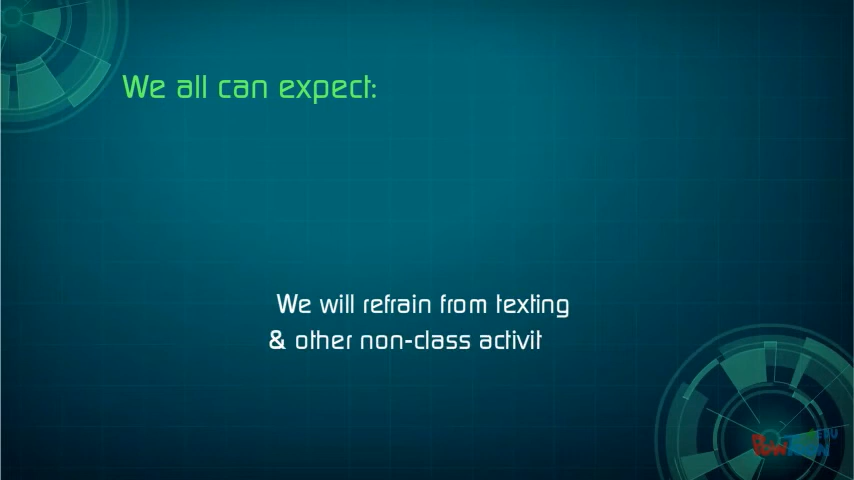 We all can expect:
We will refrain from texting
& other non-class activit